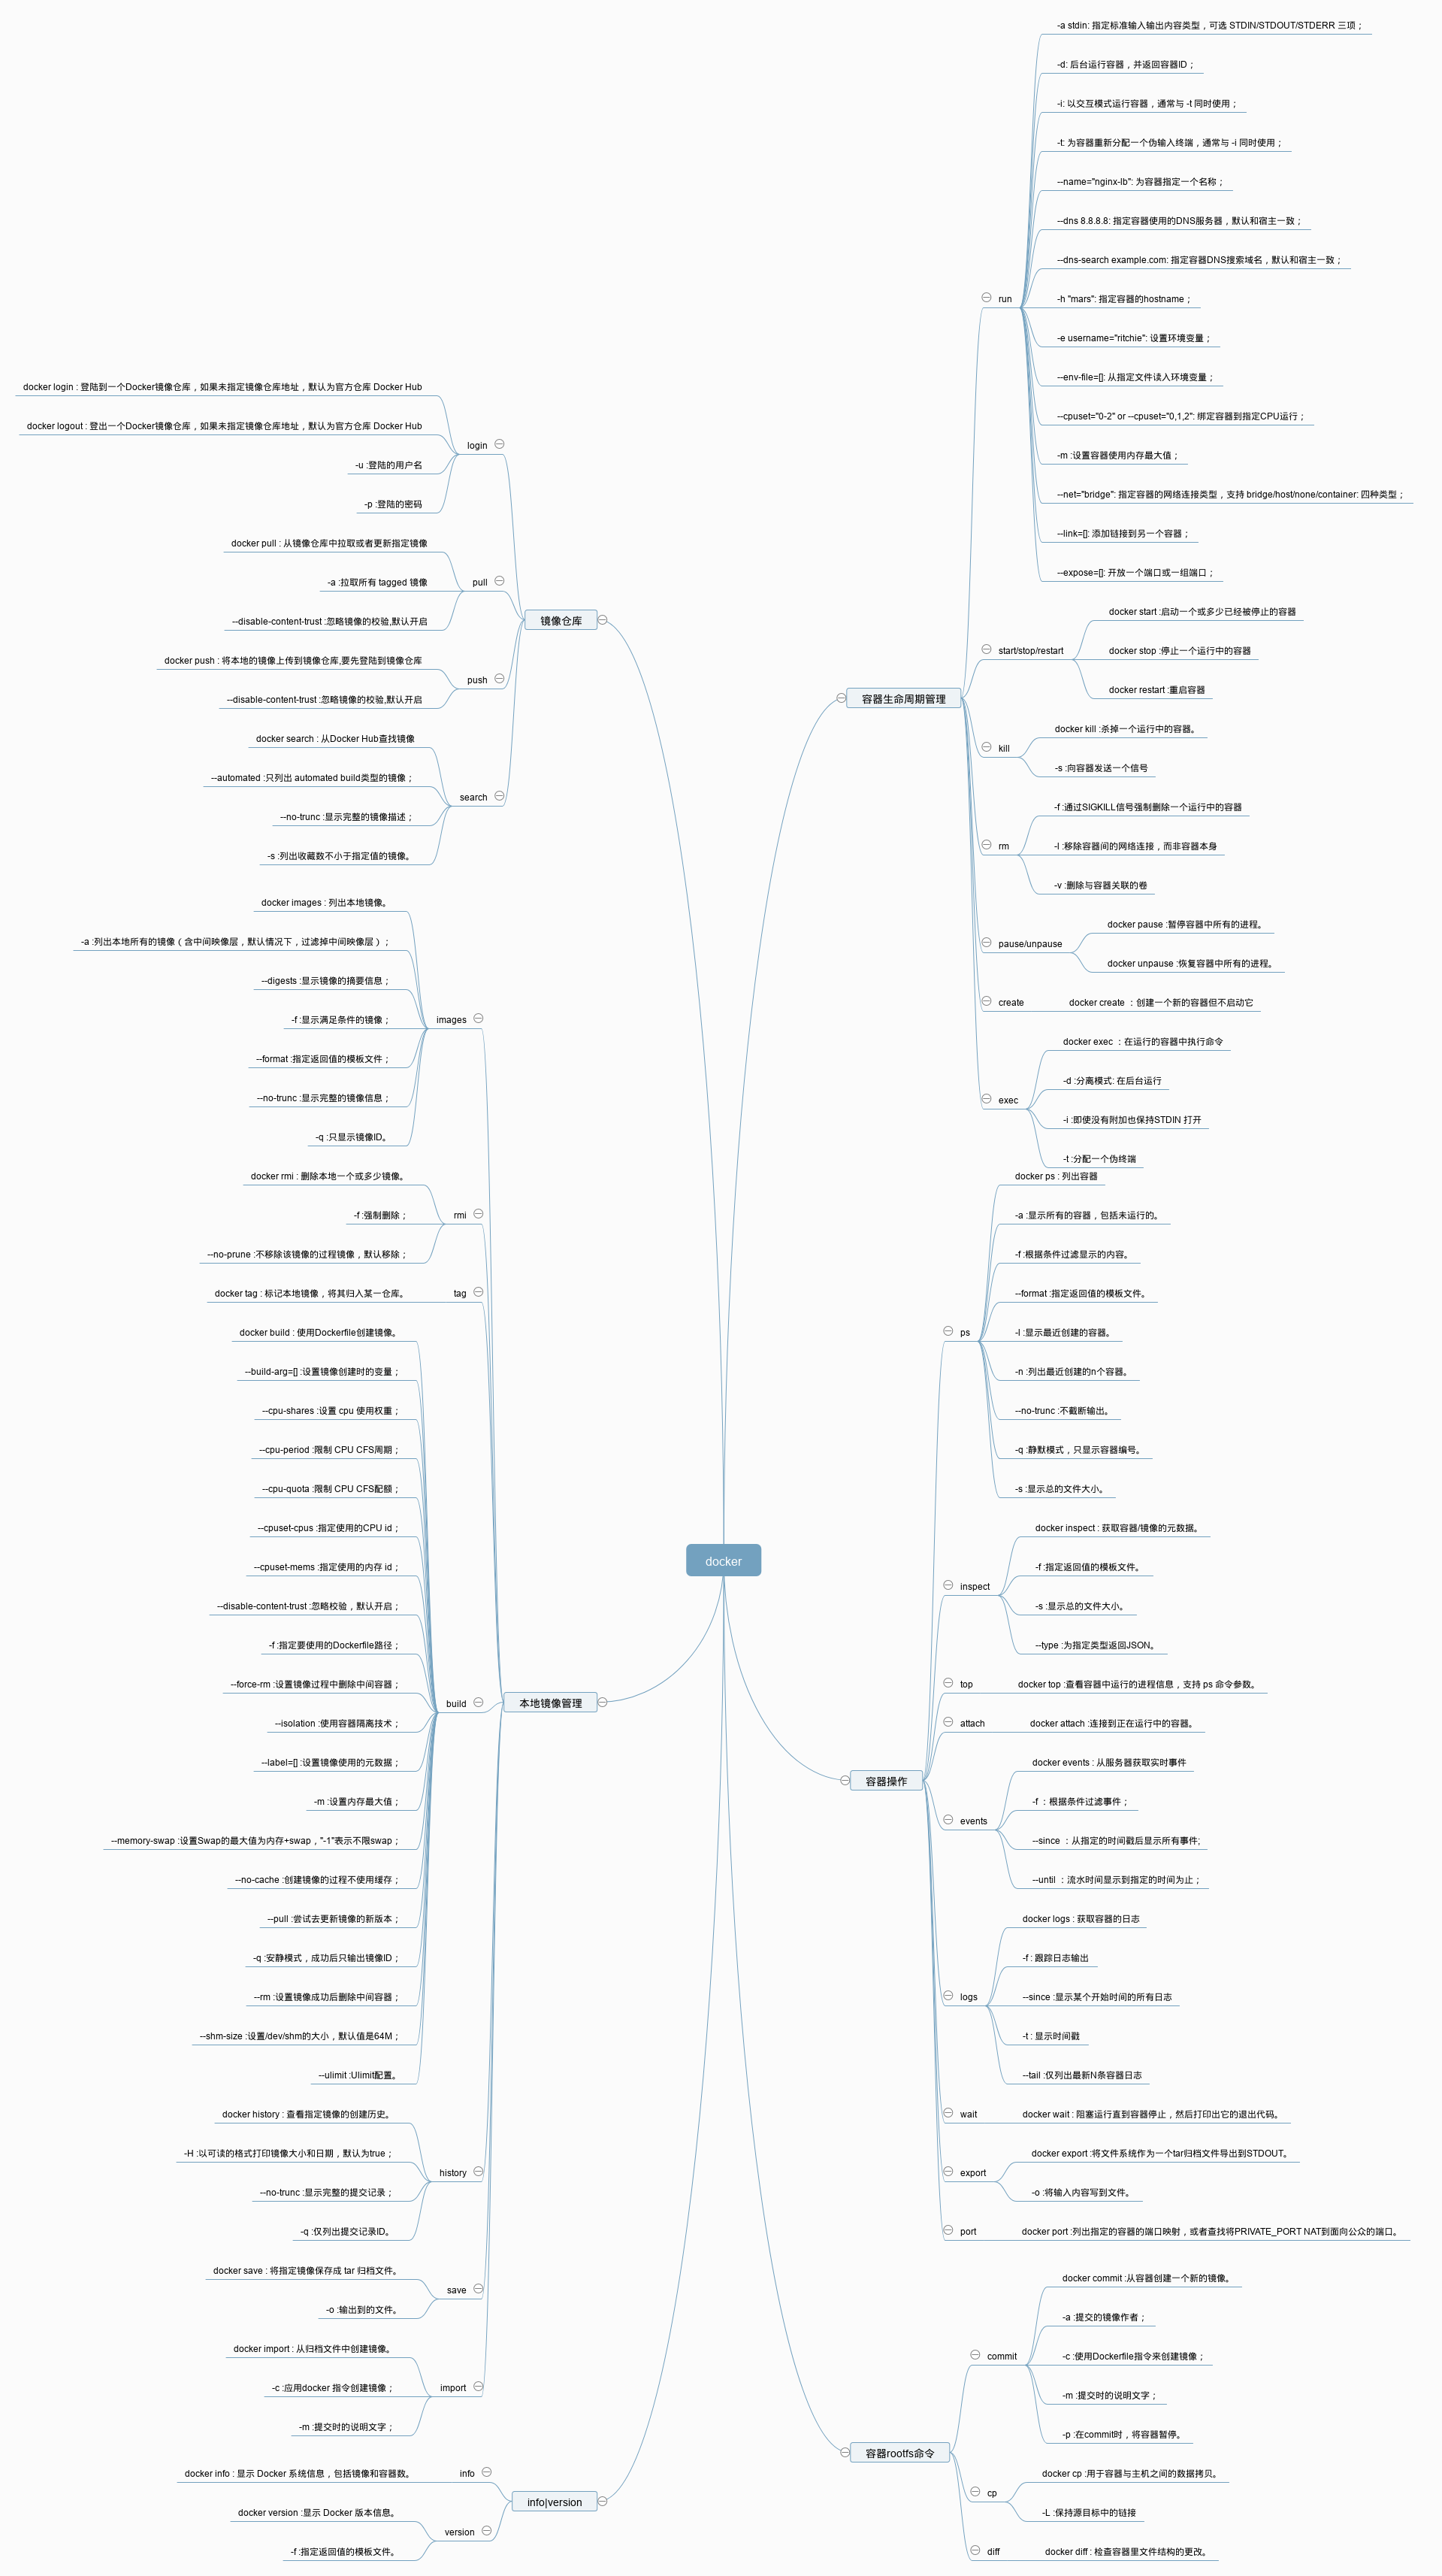 docker
容器生命周期管理
run
-a stdin: 指定标准输入输出内容类型，可选 STDIN/STDOUT/STDERR 三项；
-d: 后台运行容器，并返回容器ID；
-i: 以交互模式运行容器，通常与 -t 同时使用；
-t: 为容器重新分配一个伪输入终端，通常与 -i 同时使用；
--name="nginx-lb": 为容器指定一个名称；
--dns 8.8.8.8: 指定容器使用的DNS服务器，默认和宿主一致；
--dns-search example.com: 指定容器DNS搜索域名，默认和宿主一致；
-h "mars": 指定容器的hostname；
-e username="ritchie": 设置环境变量；
--env-file=[]: 从指定文件读入环境变量；
--cpuset="0-2" or --cpuset="0,1,2": 绑定容器到指定CPU运行；
-m :设置容器使用内存最大值；
--net="bridge": 指定容器的网络连接类型，支持 bridge/host/none/container: 四种类型；
--link=[]: 添加链接到另一个容器；
--expose=[]: 开放一个端口或一组端口；
start/stop/restart
docker start :启动一个或多少已经被停止的容器
docker stop :停止一个运行中的容器
docker restart :重启容器
kill
docker kill :杀掉一个运行中的容器。
-s :向容器发送一个信号
rm
-f :通过SIGKILL信号强制删除一个运行中的容器
-l :移除容器间的网络连接，而非容器本身
-v :删除与容器关联的卷
pause/unpause
docker pause :暂停容器中所有的进程。
docker unpause :恢复容器中所有的进程。
create
docker create ：创建一个新的容器但不启动它
exec
docker exec ：在运行的容器中执行命令
-d :分离模式: 在后台运行
-i :即使没有附加也保持STDIN 打开
-t :分配一个伪终端
容器操作
ps
docker ps : 列出容器
-a :显示所有的容器，包括未运行的。
-f :根据条件过滤显示的内容。
--format :指定返回值的模板文件。
-l :显示最近创建的容器。
-n :列出最近创建的n个容器。
--no-trunc :不截断输出。
-q :静默模式，只显示容器编号。
-s :显示总的文件大小。
inspect
docker inspect : 获取容器/镜像的元数据。
-f :指定返回值的模板文件。
-s :显示总的文件大小。
--type :为指定类型返回JSON。
top
docker top :查看容器中运行的进程信息，支持 ps 命令参数。
attach
docker attach :连接到正在运行中的容器。
events
docker events : 从服务器获取实时事件
-f ：根据条件过滤事件；
--since ：从指定的时间戳后显示所有事件;
--until ：流水时间显示到指定的时间为止；
logs
docker logs : 获取容器的日志
-f : 跟踪日志输出
--since :显示某个开始时间的所有日志
-t : 显示时间戳
--tail :仅列出最新N条容器日志
wait
docker wait : 阻塞运行直到容器停止，然后打印出它的退出代码。
export
docker export :将文件系统作为一个tar归档文件导出到STDOUT。
-o :将输入内容写到文件。
port
docker port :列出指定的容器的端口映射，或者查找将PRIVATE_PORT NAT到面向公众的端口。
容器rootfs命令
commit
docker commit :从容器创建一个新的镜像。
-a :提交的镜像作者；
-c :使用Dockerfile指令来创建镜像；
-m :提交时的说明文字；
-p :在commit时，将容器暂停。
cp
docker cp :用于容器与主机之间的数据拷贝。
-L :保持源目标中的链接
diff
docker diff : 检查容器里文件结构的更改。
镜像仓库
login
docker login : 登陆到一个Docker镜像仓库，如果未指定镜像仓库地址，默认为官方仓库 Docker Hub
docker logout : 登出一个Docker镜像仓库，如果未指定镜像仓库地址，默认为官方仓库 Docker Hub
-u :登陆的用户名
-p :登陆的密码
pull
docker pull : 从镜像仓库中拉取或者更新指定镜像
-a :拉取所有 tagged 镜像
--disable-content-trust :忽略镜像的校验,默认开启
push
docker push : 将本地的镜像上传到镜像仓库,要先登陆到镜像仓库
--disable-content-trust :忽略镜像的校验,默认开启
search
docker search : 从Docker Hub查找镜像
--automated :只列出 automated build类型的镜像；
--no-trunc :显示完整的镜像描述；
-s :列出收藏数不小于指定值的镜像。
本地镜像管理
images
docker images : 列出本地镜像。
-a :列出本地所有的镜像（含中间映像层，默认情况下，过滤掉中间映像层）；
--digests :显示镜像的摘要信息；
-f :显示满足条件的镜像；
--format :指定返回值的模板文件；
--no-trunc :显示完整的镜像信息；
-q :只显示镜像ID。
rmi
docker rmi : 删除本地一个或多少镜像。
-f :强制删除；
--no-prune :不移除该镜像的过程镜像，默认移除；
tag
docker tag : 标记本地镜像，将其归入某一仓库。
build
docker build : 使用Dockerfile创建镜像。
--build-arg=[] :设置镜像创建时的变量；
--cpu-shares :设置 cpu 使用权重；
--cpu-period :限制 CPU CFS周期；
--cpu-quota :限制 CPU CFS配额；
--cpuset-cpus :指定使用的CPU id；
--cpuset-mems :指定使用的内存 id；
--disable-content-trust :忽略校验，默认开启；
-f :指定要使用的Dockerfile路径；
--force-rm :设置镜像过程中删除中间容器；
--isolation :使用容器隔离技术；
--label=[] :设置镜像使用的元数据；
-m :设置内存最大值；
--memory-swap :设置Swap的最大值为内存+swap，"-1"表示不限swap；
--no-cache :创建镜像的过程不使用缓存；
--pull :尝试去更新镜像的新版本；
-q :安静模式，成功后只输出镜像ID；
--rm :设置镜像成功后删除中间容器；
--shm-size :设置/dev/shm的大小，默认值是64M；
--ulimit :Ulimit配置。
history
docker history : 查看指定镜像的创建历史。
-H :以可读的格式打印镜像大小和日期，默认为true；
--no-trunc :显示完整的提交记录；
-q :仅列出提交记录ID。
save
docker save : 将指定镜像保存成 tar 归档文件。
-o :输出到的文件。
import
docker import : 从归档文件中创建镜像。
-c :应用docker 指令创建镜像；
-m :提交时的说明文字；
info|version
info
docker info : 显示 Docker 系统信息，包括镜像和容器数。
version
docker version :显示 Docker 版本信息。
-f :指定返回值的模板文件。